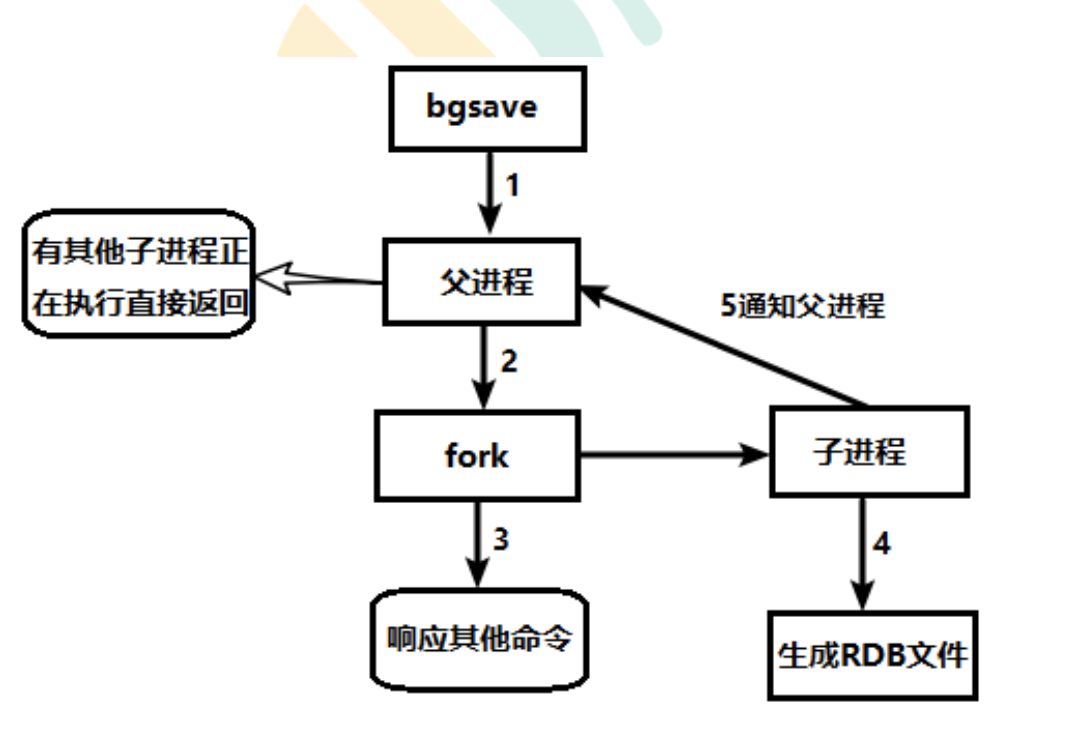 bgsave
1
有其他子进程正
在执行直接返回
父进程
5通知父进程
2
fork
子进程
3
4
响应其他命令
生成RDB文件